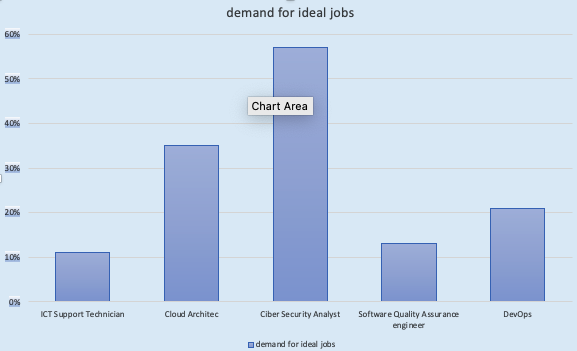 demand for ideal jobs
60%
50%
Chart Area
40%
30%
20%
10%
0%
ICT Support Technician
Cloud Architec
Ciber Security Analyst
Software Quality Assurance
engineer
DevOps
demand for ideal jobs